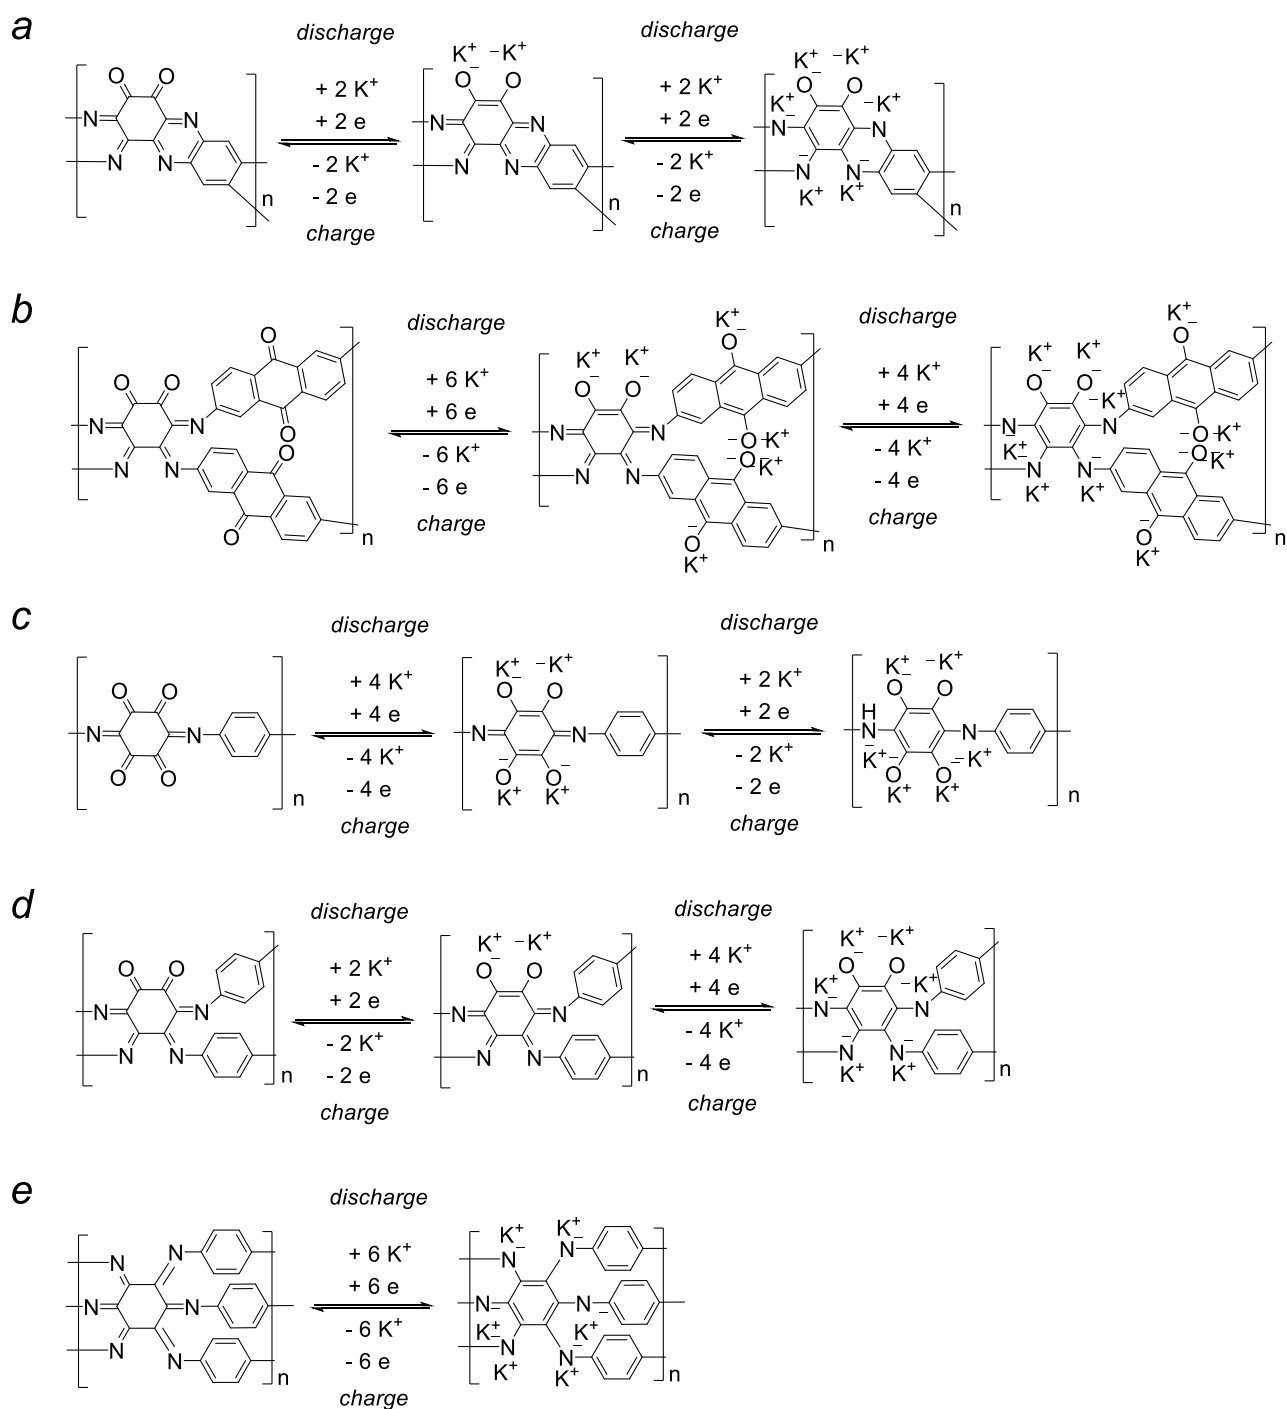 a
discharge
discharge
K⁺ ⁻K⁺
K⁺ ⁻K⁺
O O
+ 2 K⁺
O⁻ O
+ 2 K⁺
K⁺ O⁻ O ⁻K⁺
N N
+ 2 e
N N
+ 2 e
N⁻ N
N N
- 2 K⁺
N N
- 2 K⁺
N⁻ N⁻
n
- 2 e
n
- 2 e
K⁺ K⁺
n
charge
charge
b
discharge
discharge
K⁺
K⁺
O O
O O
K⁺ K⁺
O⁻
K⁺ K⁺
O⁻
+ 6 K⁺
O⁻ O⁻
+ 4 K⁺
O⁻ O⁻
+ 6 e
+ 4 e
⁻K⁺
N N
O
N N
O⁻ K⁺
N N
O⁻ K⁺
N N
O
- 6 K⁺
N N
O⁻ K⁺
- 4 K⁺
K⁺
N⁻ N⁻
O⁻ K⁺
- 6 e
- 4 e
K⁺ K⁺
O
n
charge
O⁻
K⁺
n
charge
O⁻
K⁺
n
c
discharge
discharge
K⁺ ⁻K⁺
K⁺ ⁻K⁺
O O
+ 4 K⁺
O⁻ O
+ 2 K⁺
O⁻ O
+ 4 e
+ 2 e
H
N N
N N
N N
- 4 K⁺
- 2 K⁺
⁻K⁺ ⁻K⁺
O O
- 4 e
O⁻ O⁻
- 2 e
O⁻ O⁻
n
K⁺ K⁺
n
K⁺ K⁺
n
charge
charge
d
discharge
discharge
K⁺ ⁻K⁺
K⁺ ⁻K⁺
O O
+ 2 K⁺
O⁻ O
+ 4 K⁺
O⁻ O
+ 2 e
+ 4 e
K⁺ ⁻K⁺
N N
N N
N⁻ N
N N
- 2 K⁺
N N
- 4 K⁺
N⁻ N⁻
n
- 2 e
n
- 4 e
K⁺ K⁺
n
charge
charge
e
discharge
K⁺ K⁺
N N
+ 6 K⁺
N⁻ N⁻
+ 6 e
N N
N⁻ N⁻
- 6 K⁺
K⁺ K⁺
N N
- 6 e
N⁻ N⁻
n
K⁺ K⁺
n
charge